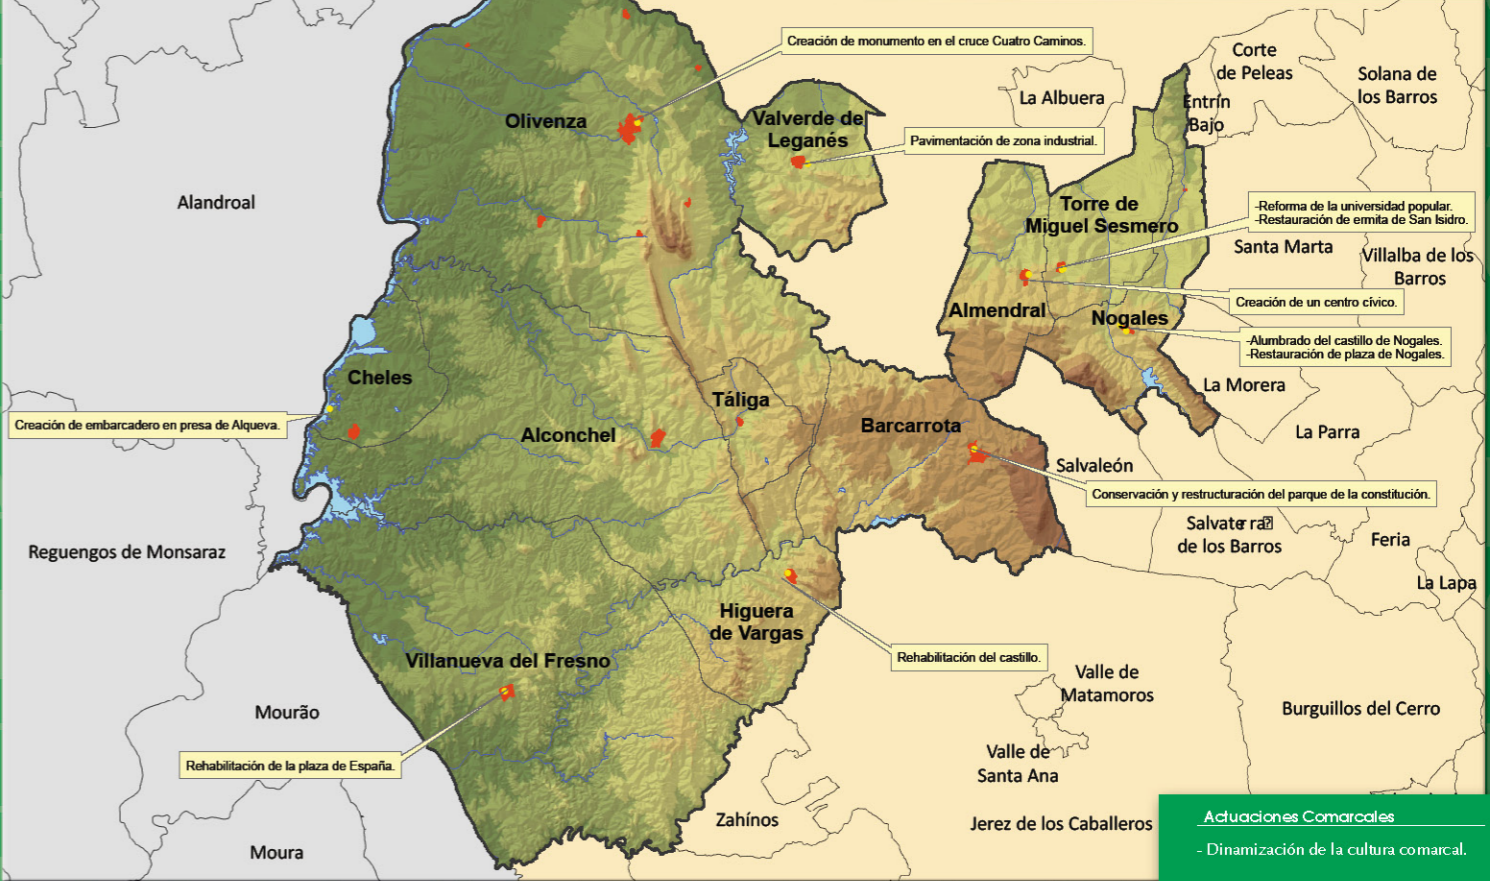 Creación de monumento en el cruce Cuatro Caminos.
Corte
de Peleas
Solana de
los Barros
La Albuera
Entrín
Bajo
Olivenza
Valverde de
Leganés
Pavimentación de zona industrial.
Alandroal
Torre de
Miguel Sesmero
-Reforma de la universidad popular.
-Restauración de ermita de San Isidro.
Santa Marta
Villalba de los
Barros
Creación de un centro cívico.
Almendral
Nogales
-Alumbrado del castillo de Nogales.
-Restauración de plaza de Nogales.
Cheles
La Morera
Táliga
Creación de embarcadero en presa de Alqueva.
Alconchel
Barcarrota
La Parra
Salvaleón
Conservación y restructuración del parque de la constitución.
Salvaterra
de los Barros
Feria
Reguengos de Monsaraz
La Lapa
Higuera
de Vargas
Rehabilitación del castillo.
Villanueva del Fresno
Valle de
Matamoros
Mourão
Burguillos del Cerro
Rehabilitación de la plaza de España.
Valle de
Santa Ana
Zahínos
Jerez de los Caballeros
Moura
Actuaciones Comarcales
- Dinamización de la cultura comarcal.